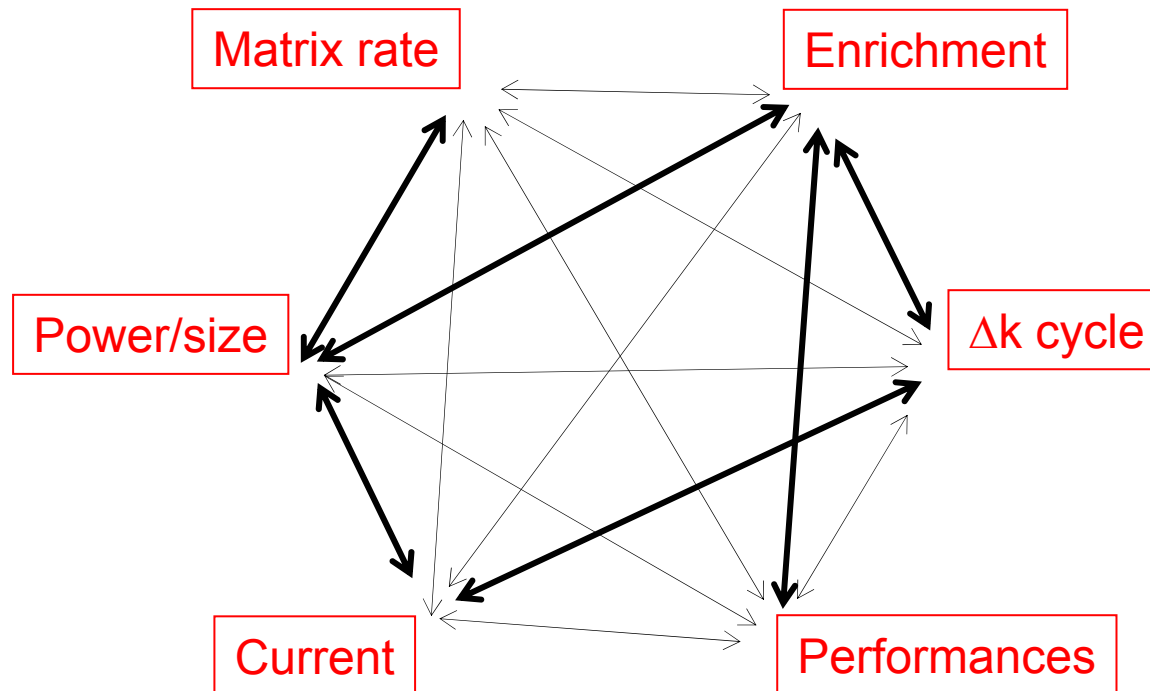 Matrix rate
Enrichment
Power/size
Δk cycle
Current
Performances